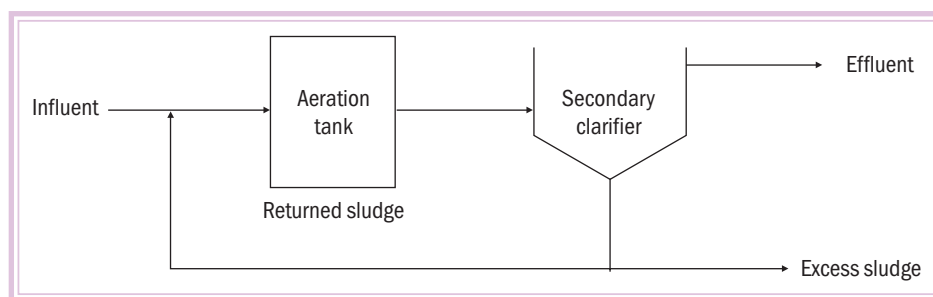 Influent
Aeration
tank
Secondary
clarifier
Effluent
Returned sludge
Excess sludge